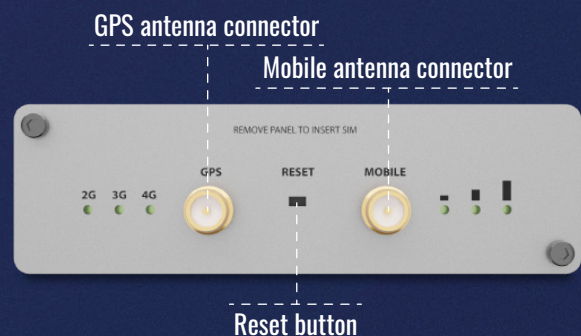 GPS antenna connector
Mobile antenna connector
REMOVE PANEL TO INSERT SIM
GPS RESET MOBILE
2G 3G 4G
Reset button